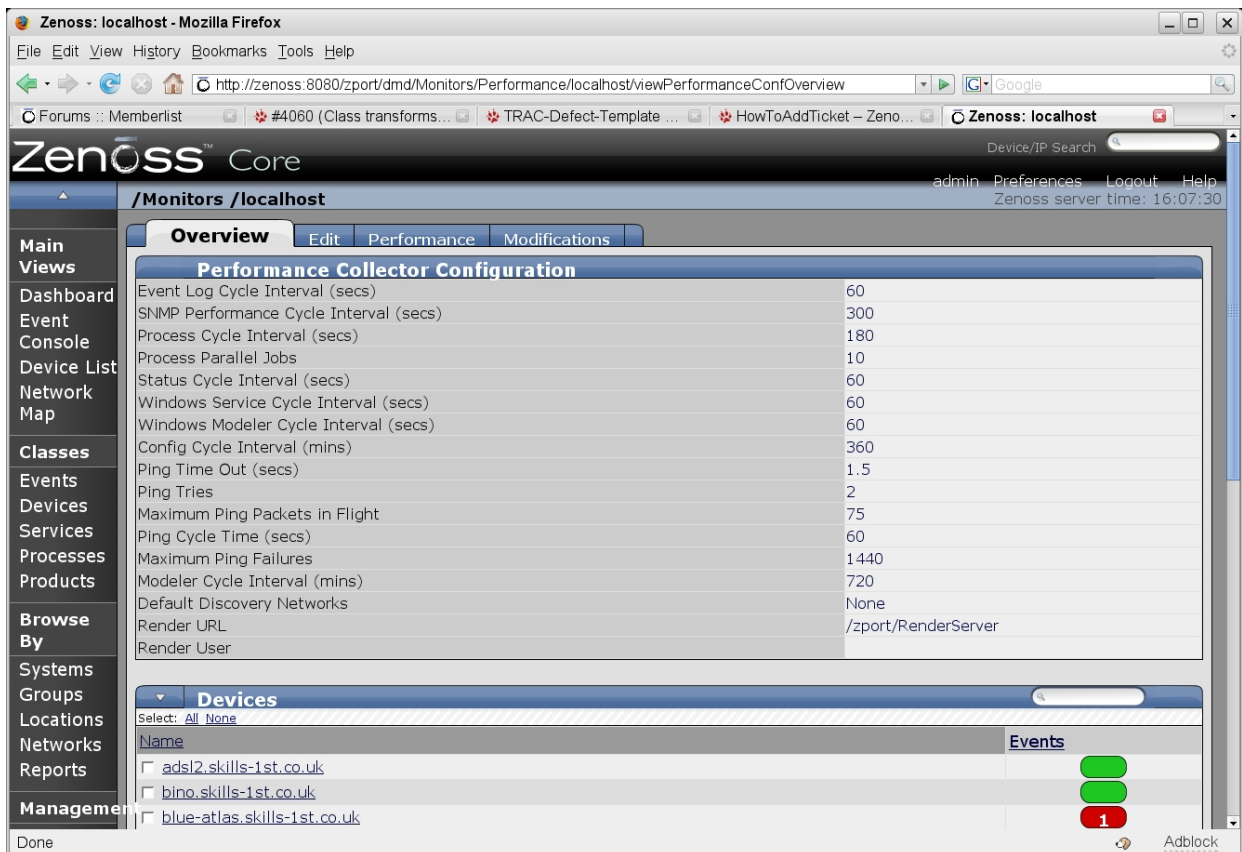 Zenoss: localhost - Mozilla Firefox
File Edit View History Bookmarks Tools Help
http://zenoss:8080/zport/dmd/Monitors/Performance/localhost/viewPerformanceConfOverview
G Google
Forums :: Memberlist
#4060 (Class transforms...
TRAC-Defect-Template ...
HowToAddTicket – Zeno...
Zenoss: localhost
Zenoss™ Core
Device/IP Search
admin Preferences Logout Help
/Monitors /localhost
Zenoss server time: 16:07:30
Main Views
Dashboard
Event Console
Device List
Network Map
Classes
Events
Devices
Services
Processes
Products
Browse By
Systems
Groups
Locations
Networks
Reports
Management
Overview Edit Performance Modifications
Performance Collector Configuration
Event Log Cycle Interval (secs) 60
SNMP Performance Cycle Interval (secs) 300
Process Cycle Interval (secs) 180
Process Parallel Jobs 10
Status Cycle Interval (secs) 60
Windows Service Cycle Interval (secs) 60
Windows Modeler Cycle Interval (secs) 60
Config Cycle Interval (mins) 360
Ping Time Out (secs) 1.5
Ping Tries 2
Maximum Ping Packets in Flight 75
Ping Cycle Time (secs) 60
Maximum Ping Failures 1440
Modeler Cycle Interval (mins) 720
Default Discovery Networks None
Render URL /zport/RenderServer
Render User
Devices
Select: All None
Name Events
adsl2.skills-1st.co.uk
bino.skills-1st.co.uk
blue-atlas.skills-1st.co.uk 1
Done Adblock